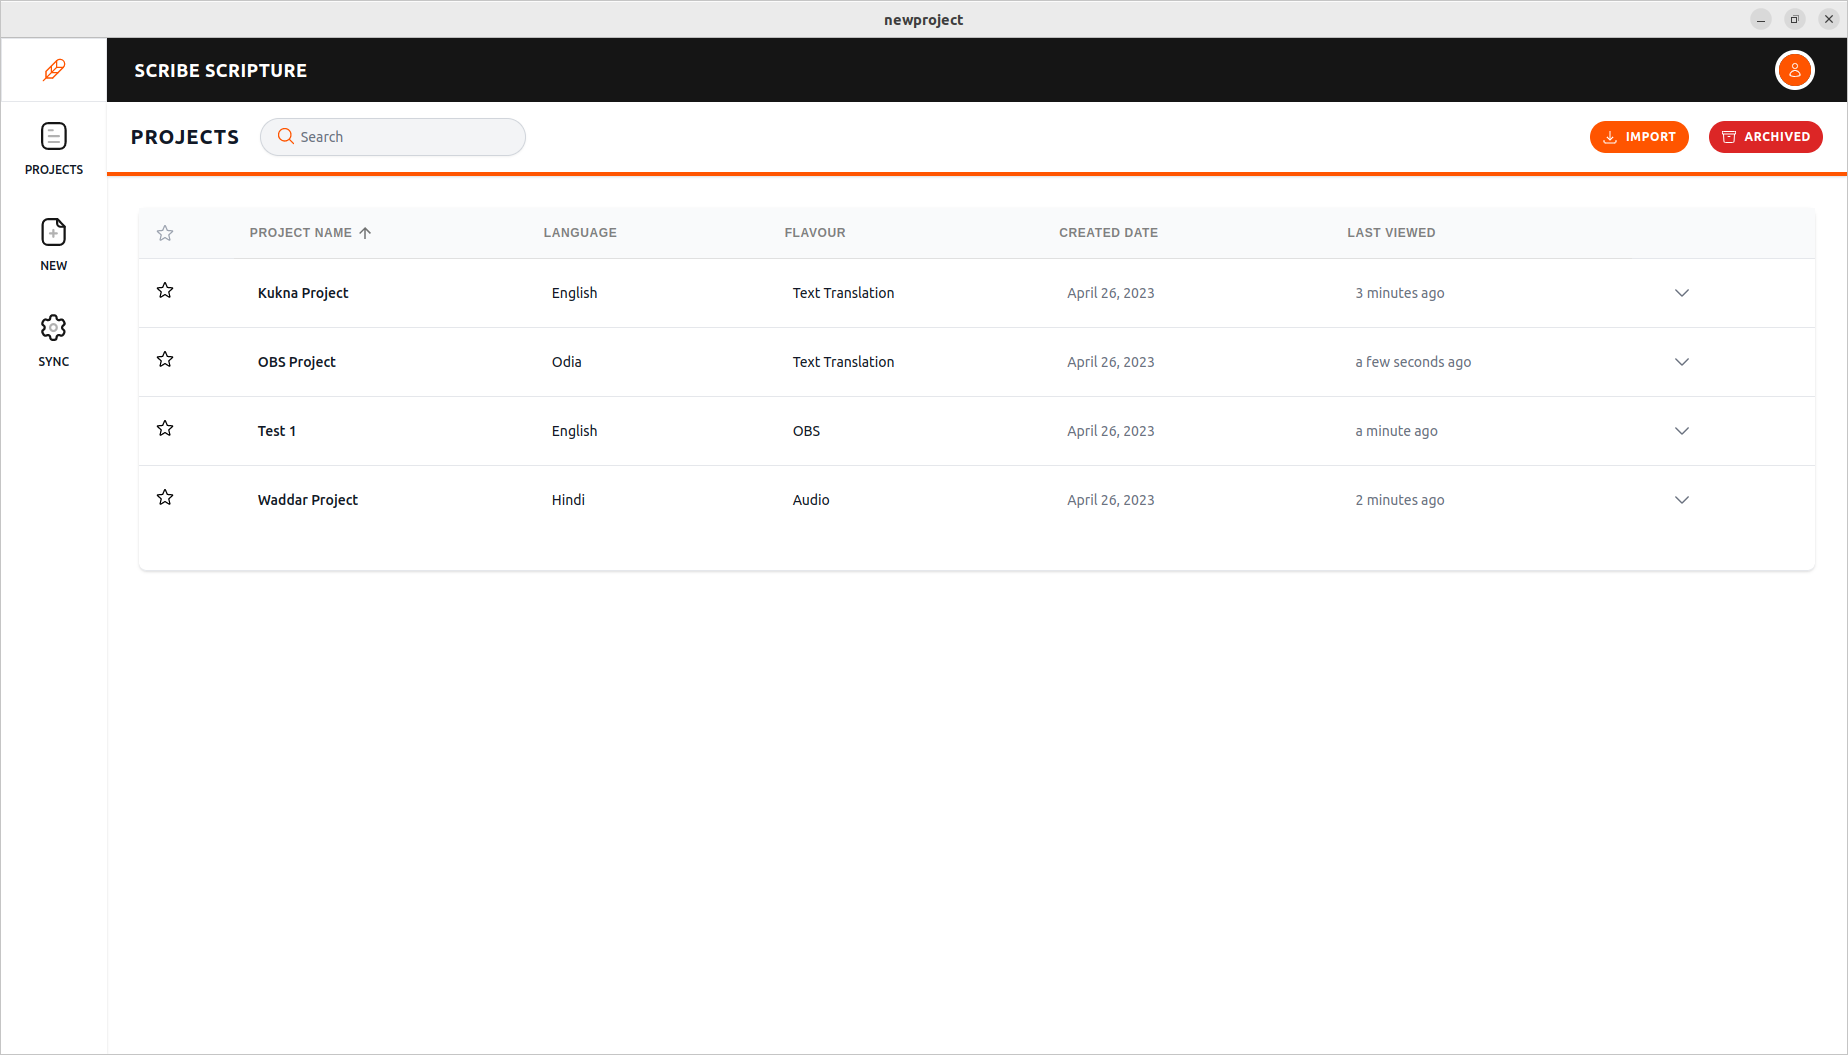 newproject
SCRIBE SCRIPTURE
PROJECTS
Search
IMPORT
ARCHIVED
PROJECTS
NEW
SYNC
PROJECT NAME LANGUAGE FLAVOUR CREATED DATE LAST VIEWED
Kukna Project English Text Translation April 26, 2023 3 minutes ago
OBS Project Odia Text Translation April 26, 2023 a few seconds ago
Test 1 English OBS April 26, 2023 a minute ago
Waddar Project Hindi Audio April 26, 2023 2 minutes ago